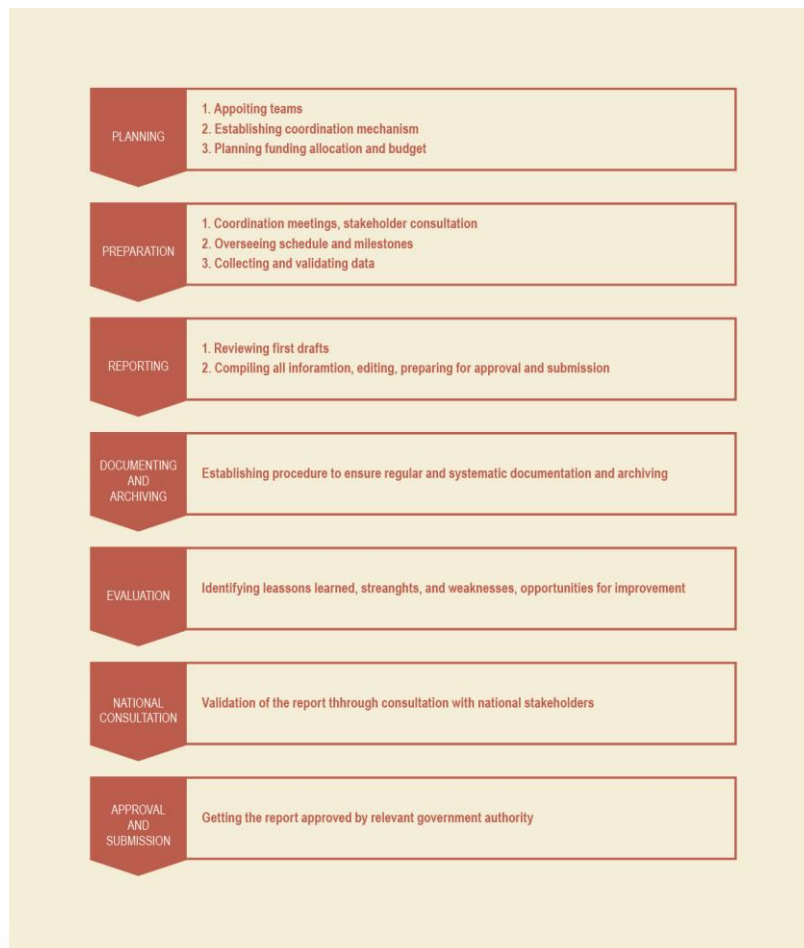 PLANNING
1. Appoiting teams
2. Establishing coordination mechanism
3. Planning funding allocation and budget
PREPARATION
1. Coordination meetings, stakeholder consultation
2. Overseeing schedule and milestones
3. Collecting and validating data
REPORTING
1. Reviewing first drafts
2. Compiling all inforamtion, editing, preparing for approval and submission
DOCUMENTING
AND
ARCHIVING
Establishing procedure to ensure regular and systematic documentation and archiving
EVALUATION
Identifying leassons learned, streanghts, and weaknesses, opportunities for improvement
NATIONAL
CONSULTATION
Validation of the report thhrough consultation with national stakeholders
APPROVAL
AND
SUBMISSION
Getting the report approved by relevant government authority